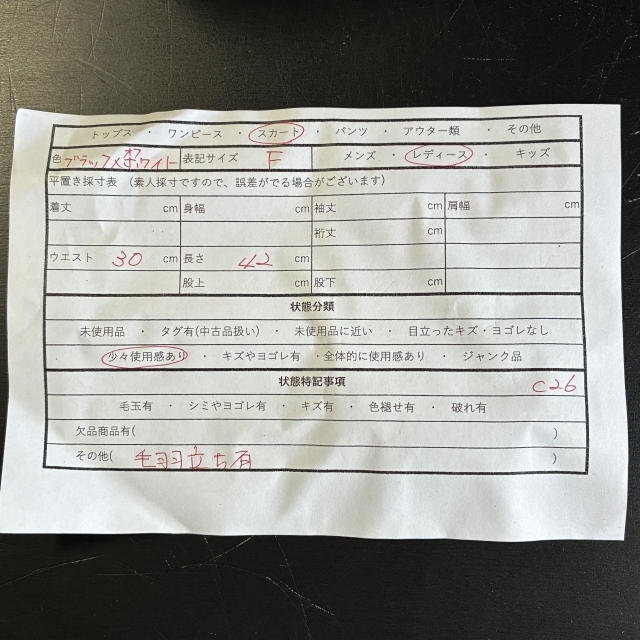 トップス ・ ワンピース ・ スカート ・ パンツ ・ アウター類 ・ その他
色 ブラック×オフホワイト 表記サイズ F メンズ ・ レディース ・ キッズ
平置き採寸表 (素人採寸ですので、誤差がでる場合がございます)
着丈 cm 身幅 cm 袖丈 cm 肩幅 cm
裄丈 cm
ウエスト 30 cm 長さ 42 cm
股上 cm 股下 cm
状態分類
未使用品 ・ タグ有(中古品扱い) ・ 未使用品に近い ・ 目立ったキズ・ヨゴレなし
少々使用感あり ・ キズやヨゴレ有 ・全体的に使用感あり ・ ジャンク品
状態特記事項 C26
毛玉有 ・ シミやヨゴレ有 ・ キズ有 ・ 色褪せ有 ・ 破れ有
欠品商品有( )
その他( 毛羽立ち有 )